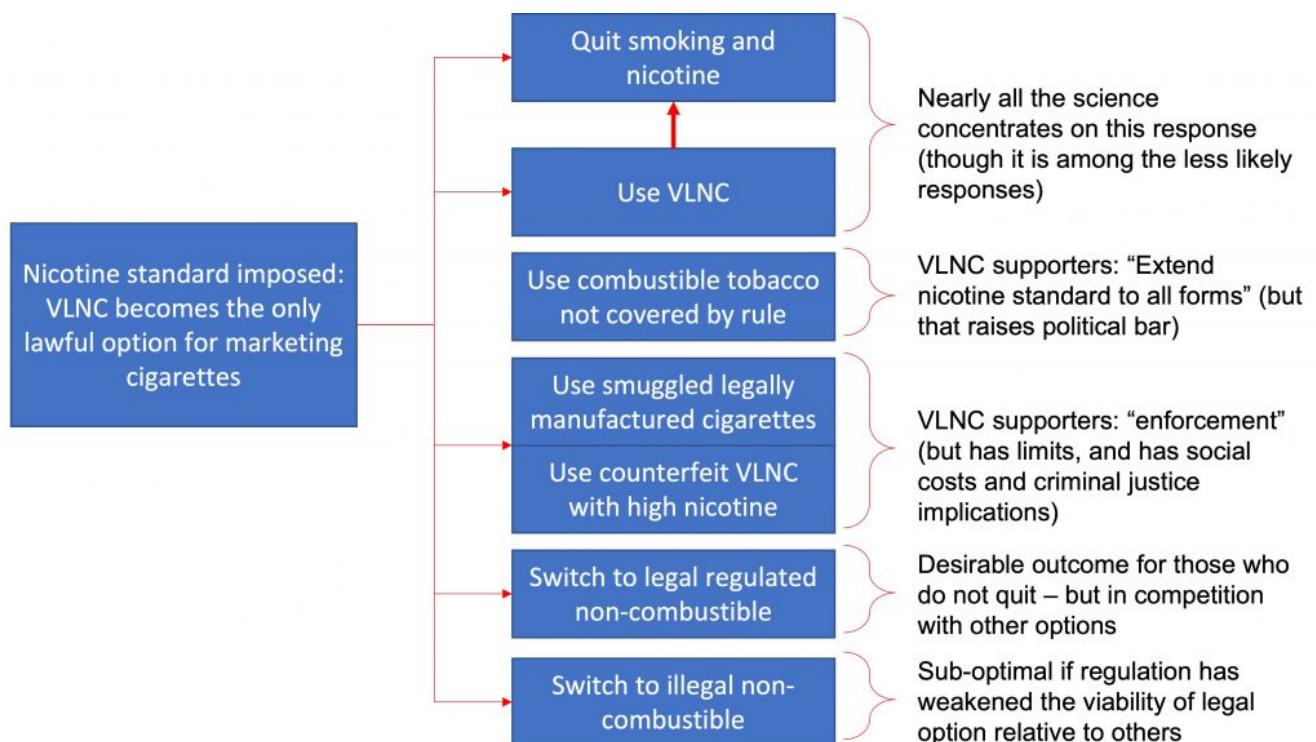 Quit smoking and
nicotine
Use VLNC
Nearly all the science
concentrates on this response
(though it is among the less likely
responses)
Nicotine standard imposed:
VLNC becomes the only
lawful option for marketing
cigarettes
Use combustible tobacco
not covered by rule
VLNC supporters: “Extend
nicotine standard to all forms” (but
that raises political bar)
Use smuggled legally
manufactured cigarettes
Use counterfeit VLNC
with high nicotine
VLNC supporters: “enforcement”
(but has limits, and has social
costs and criminal justice
implications)
Switch to legal regulated
non-combustible
Desirable outcome for those who
do not quit – but in competition
with other options
Switch to illegal non-
combustible
Sub-optimal if regulation has
weakened the viability of legal
option relative to others